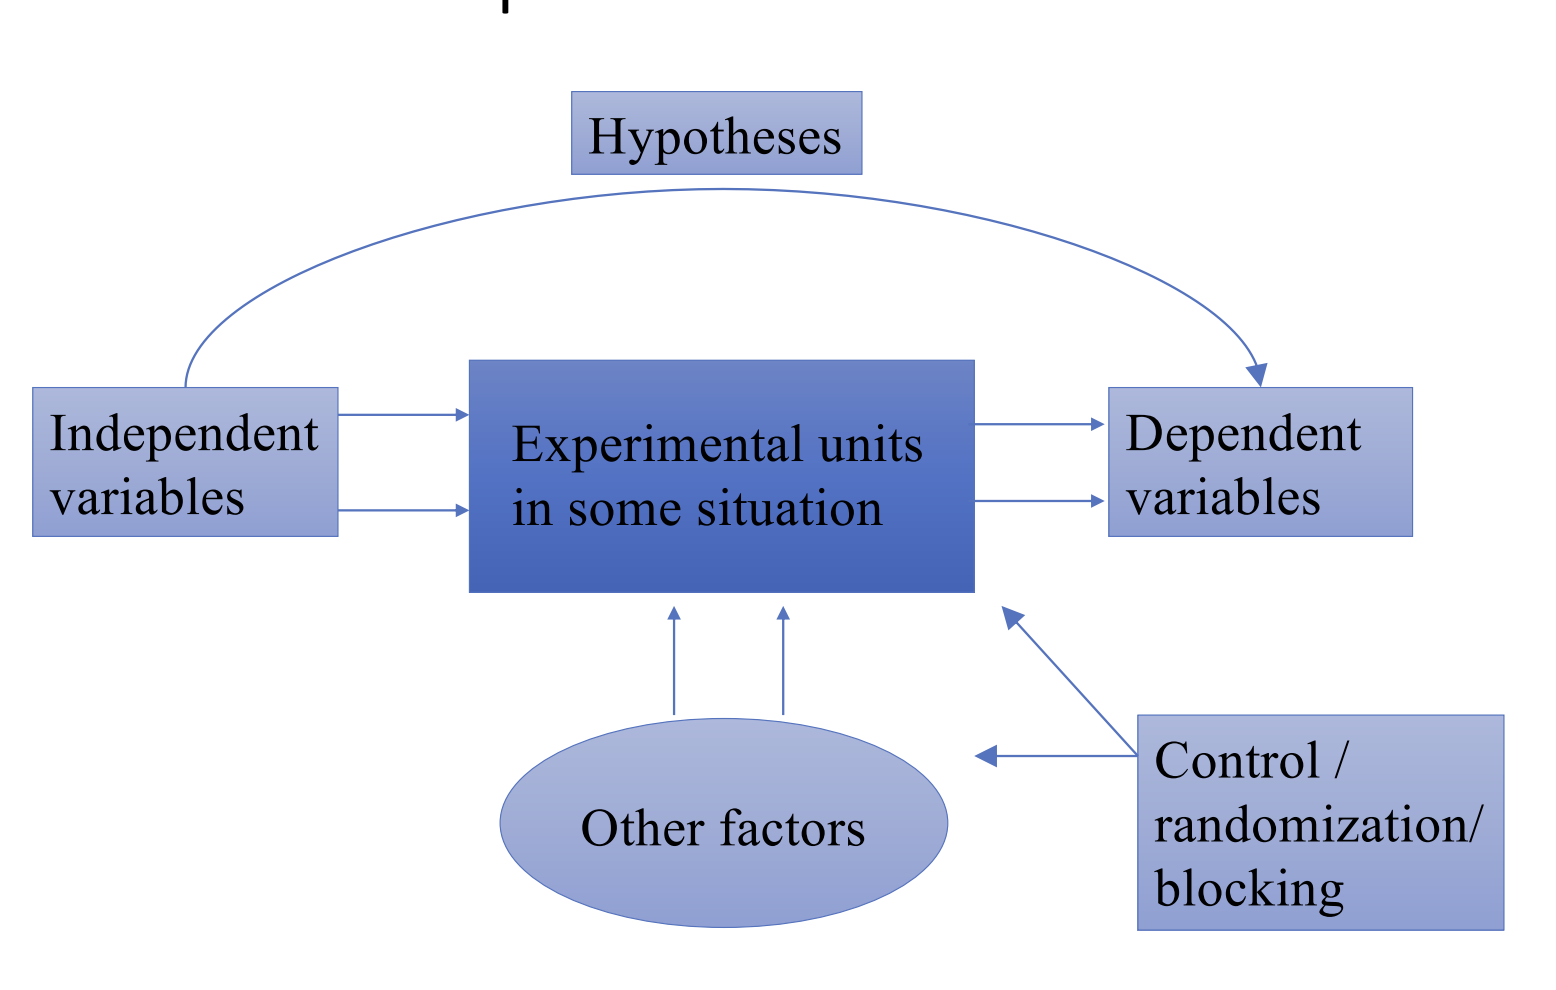 Hypotheses
Independent
variables
Experimental units
in some situation
Dependent
variables
Other factors
Control /
randomization/
blocking